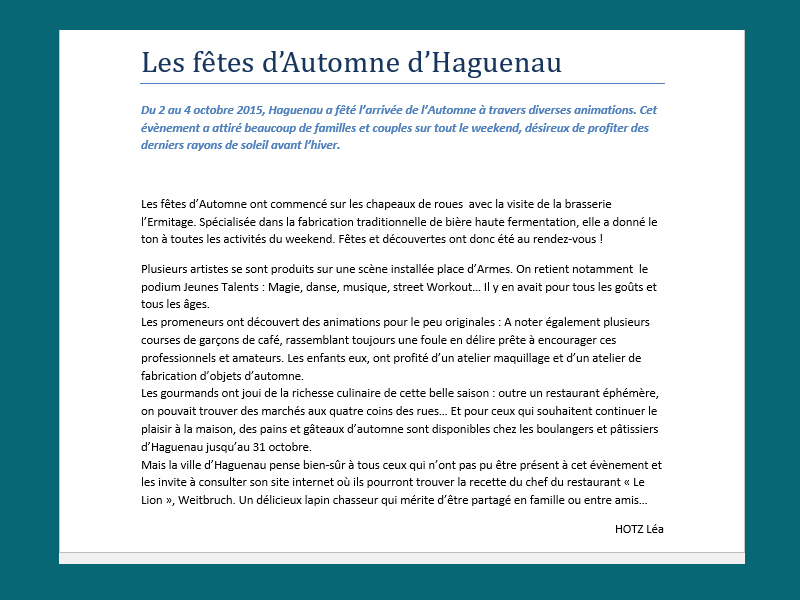 Les fêtes d’Automne d’Haguenau
Du 2 au 4 octobre 2015, Haguenau a fêté l’arrivée de l’Automne à travers diverses animations. Cet
évènement a attiré beaucoup de familles et couples sur tout le weekend, désireux de profiter des
derniers rayons de soleil avant l’hiver.
Les fêtes d’Automne ont commencé sur les chapeaux de roues  avec la visite de la brasserie
l’Ermitage. Spécialisée dans la fabrication traditionnelle de bière haute fermentation, elle a donné le
ton à toutes les activités du weekend. Fêtes et découvertes ont donc été au rendez-vous !
Plusieurs artistes se sont produits sur une scène installée place d’Armes. On retient notamment  le
podium Jeunes Talents : Magie, danse, musique, street Workout… Il y en avait pour tous les goûts et
tous les âges.
Les promeneurs ont découvert des animations pour le peu originales : A noter également plusieurs
courses de garçons de café, rassemblant toujours une foule en délire prête à encourager ces
professionnels et amateurs. Les enfants eux, ont profité d’un atelier maquillage et d’un atelier de
fabrication d’objets d’automne.
Les gourmands ont joui de la richesse culinaire de cette belle saison : outre un restaurant éphémère,
on pouvait trouver des marchés aux quatre coins des rues… Et pour ceux qui souhaitent continuer le
plaisir à la maison, des pains et gâteaux d’automne sont disponibles chez les boulangers et pâtissiers
d’Haguenau jusqu’au 31 octobre.
Mais la ville d’Haguenau pense bien-sûr à tous ceux qui n’ont pas pu être présent à cet évènement et
les invite à consulter son site internet où ils pourront trouver la recette du chef du restaurant « Le
Lion », Weitbruch. Un délicieux lapin chasseur qui mérite d’être partagé en famille ou entre amis…
HOTZ Léa